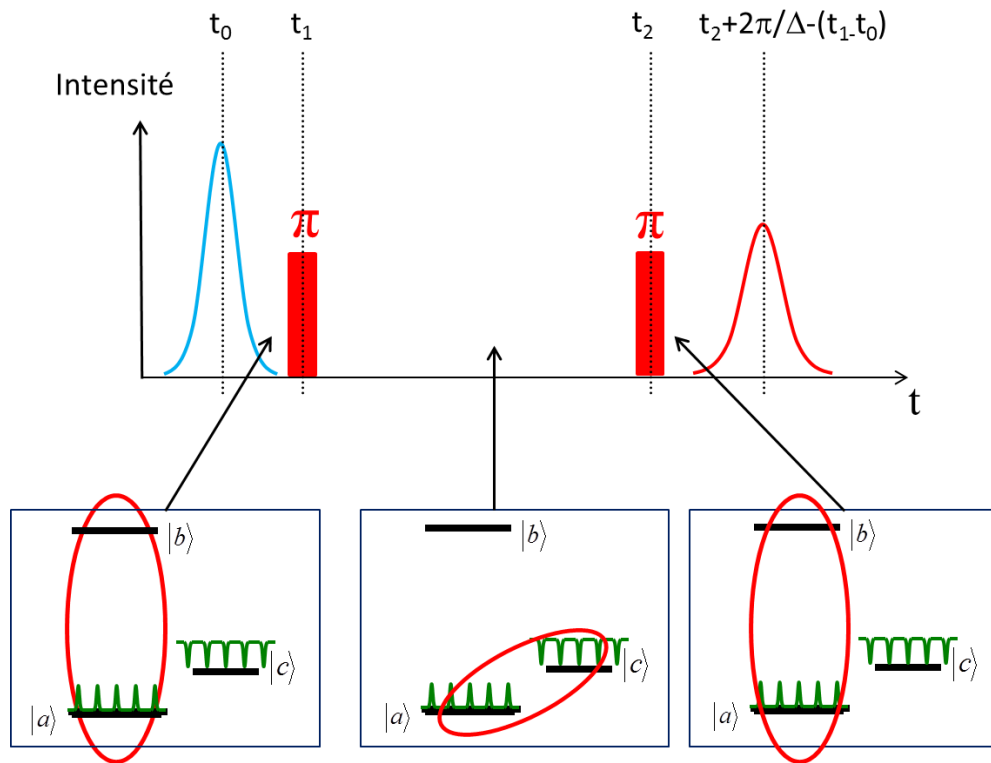 t₀ t₁ t₂ t₂+2π/Δ-(t₁-t₀)
Intensité
π π
t
|b⟩ |b⟩ |b⟩
|c⟩ |c⟩ |c⟩
|a⟩ |a⟩ |a⟩